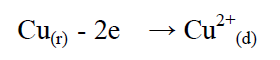 Cu(r) - 2e → Cu²⁺(d)